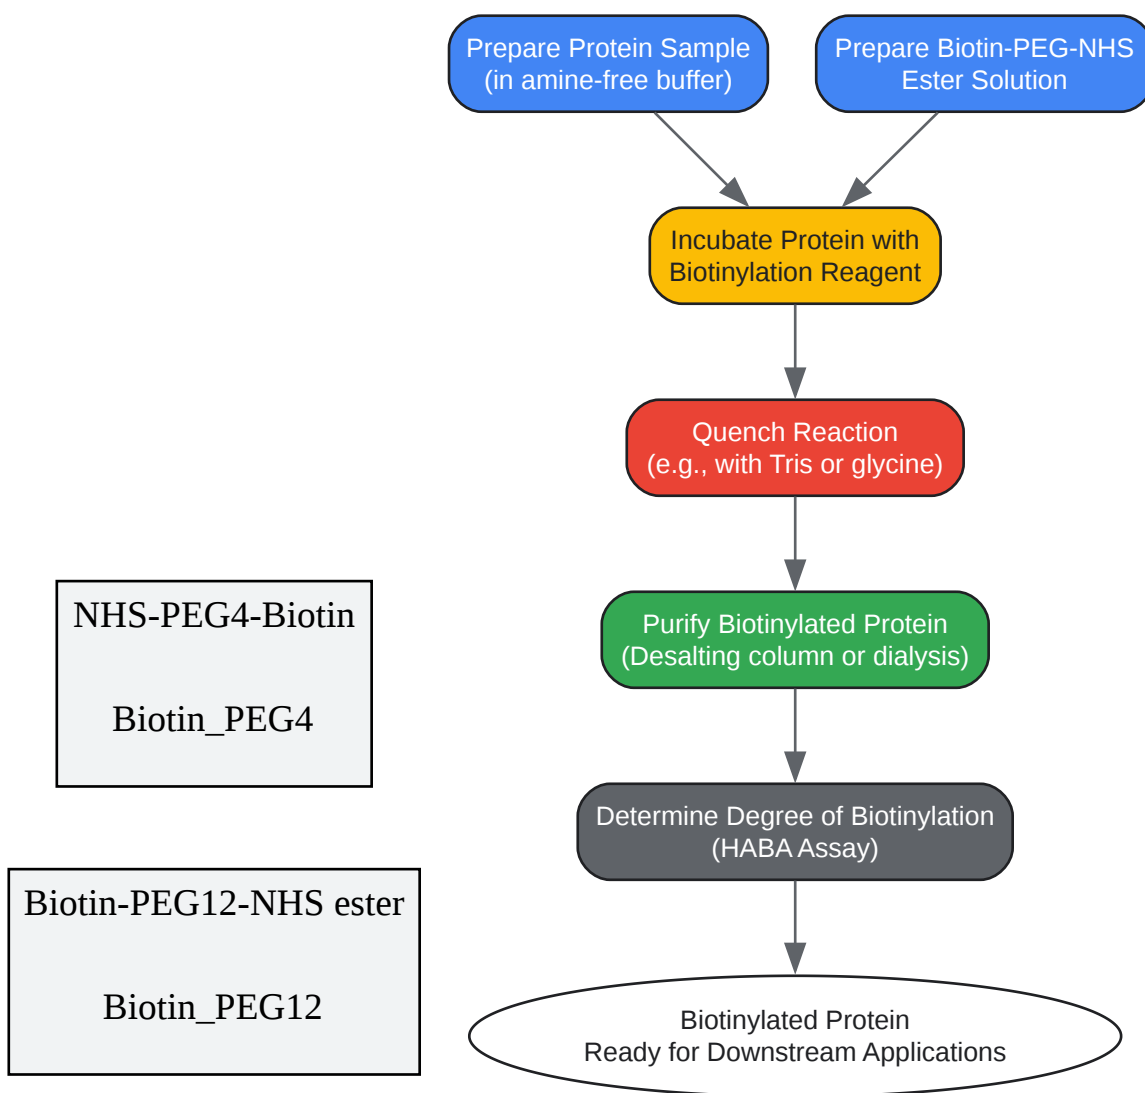 Prepare Protein Sample
(in amine-free buffer)
Prepare Biotin-PEG-NHS
Ester Solution
Incubate Protein with
Biotinylation Reagent
Quench Reaction
(e.g., with Tris or glycine)
Purify Biotinylated Protein
(Desalting column or dialysis)
Determine Degree of Biotinylation
(HABA Assay)
Biotinylated Protein
Ready for Downstream Applications
NHS-PEG4-Biotin
Biotin_PEG4
Biotin-PEG12-NHS ester
Biotin_PEG12